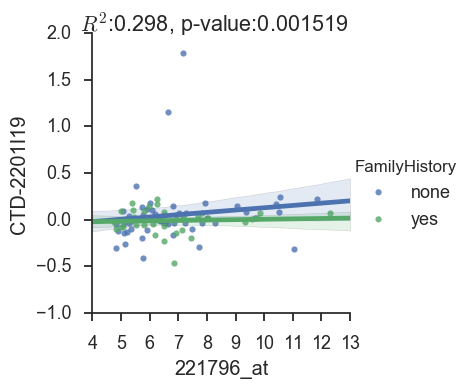 R²:0.298, p-value:0.001519
2.0
1.5
1.0
0.5
0.0
−0.5
−1.0
CTD-2201I19
4 5 6 7 8 9 10 11 12 13
221796_at
FamilyHistory
none
yes